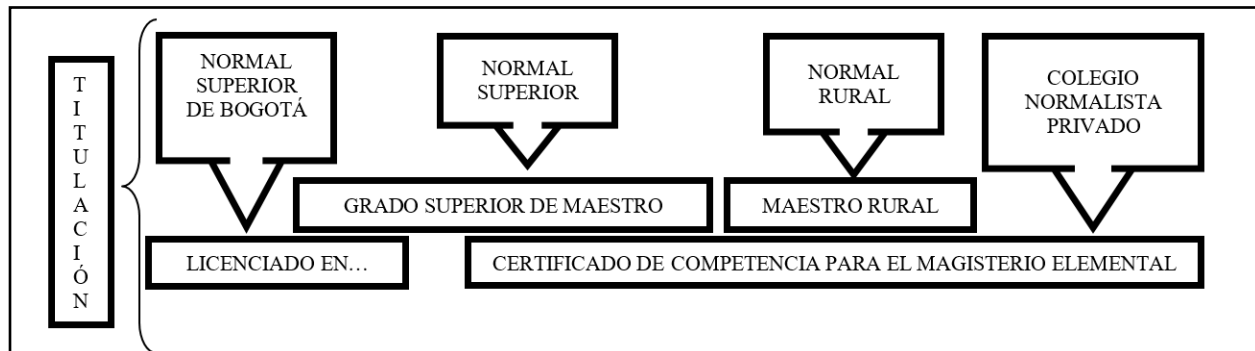 TITULACIÓN
NORMAL
SUPERIOR
DE BOGOTÁ
NORMAL
SUPERIOR
NORMAL
RURAL
COLEGIO
NORMALISTA
PRIVADO
GRADO SUPERIOR DE MAESTRO
MAESTRO RURAL
LICENCIADO EN…
CERTIFICADO DE COMPETENCIA PARA EL MAGISTERIO ELEMENTAL